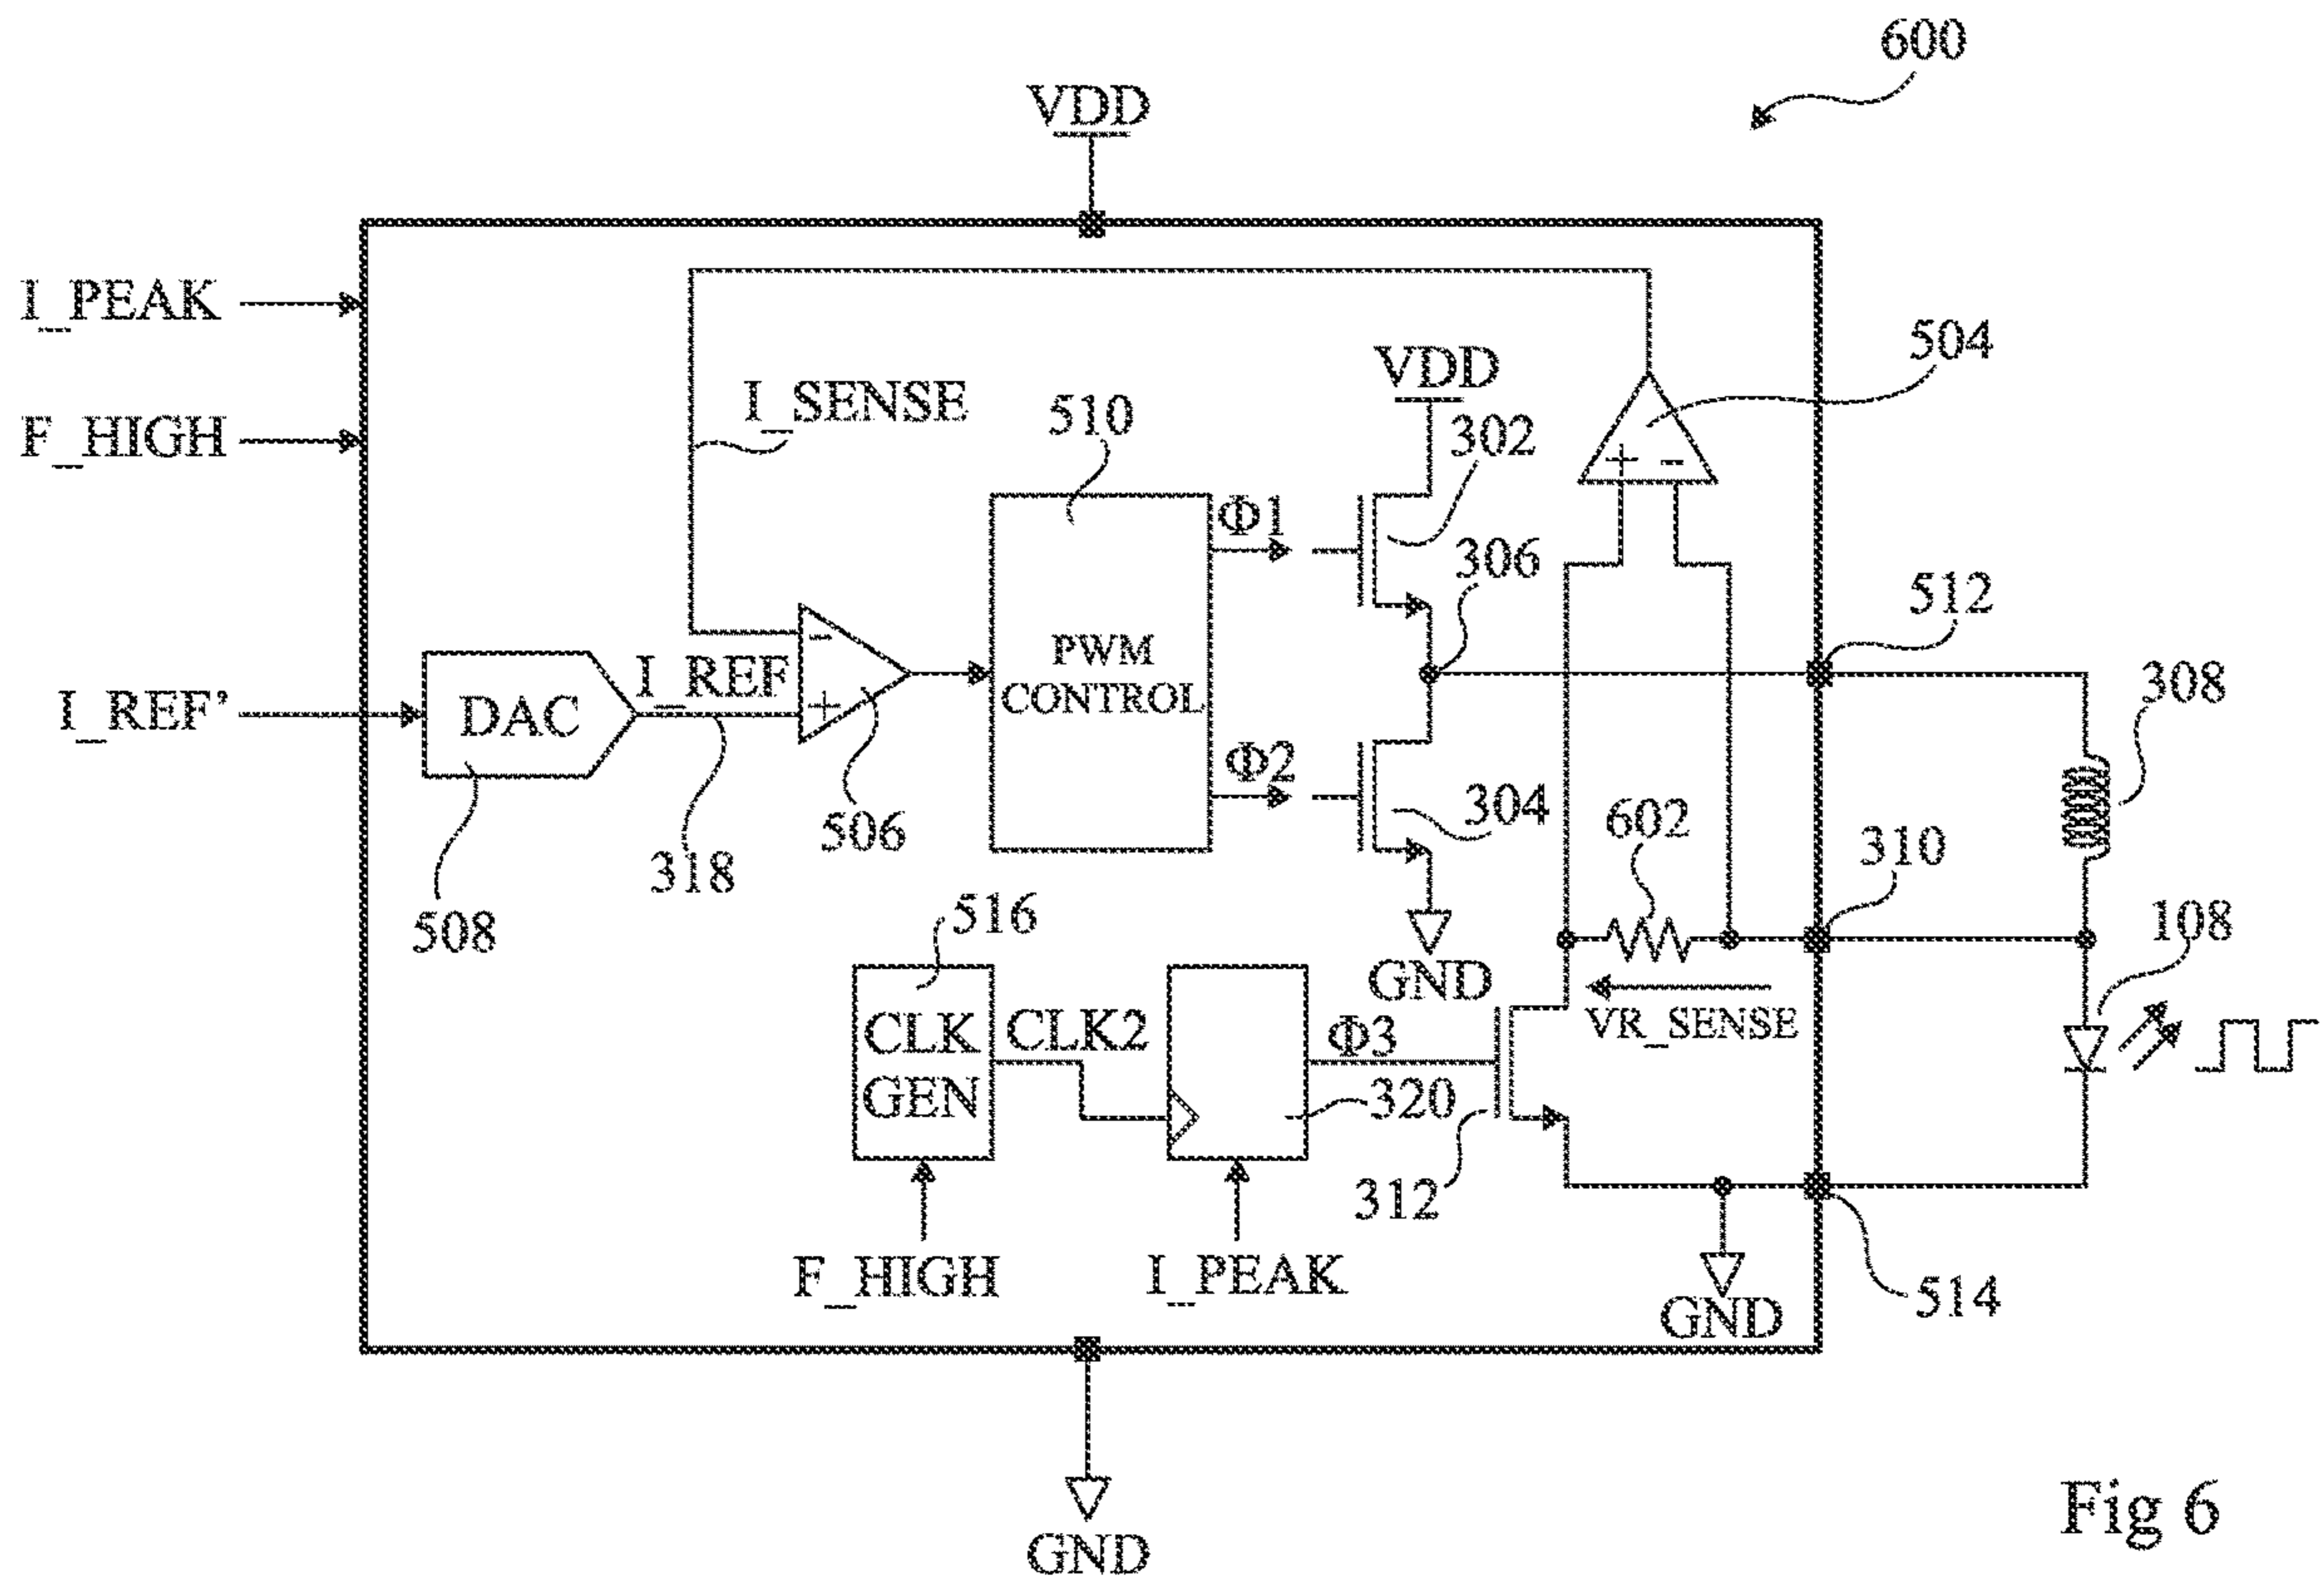 600
VDD
I_PEAK
F_HIGH
I_SENSE
510
VDD
302
504
Φ1
306
512
308
I_REF'
DAC
I_REF
-
+
506
318
508
PWM
CONTROL
Φ2
304
602
310
108
+ -
GND
VR_SENSE
516
CLK
GEN
CLK2
Φ3
320
312
F_HIGH
I_PEAK
GND
514
GND
Fig 6